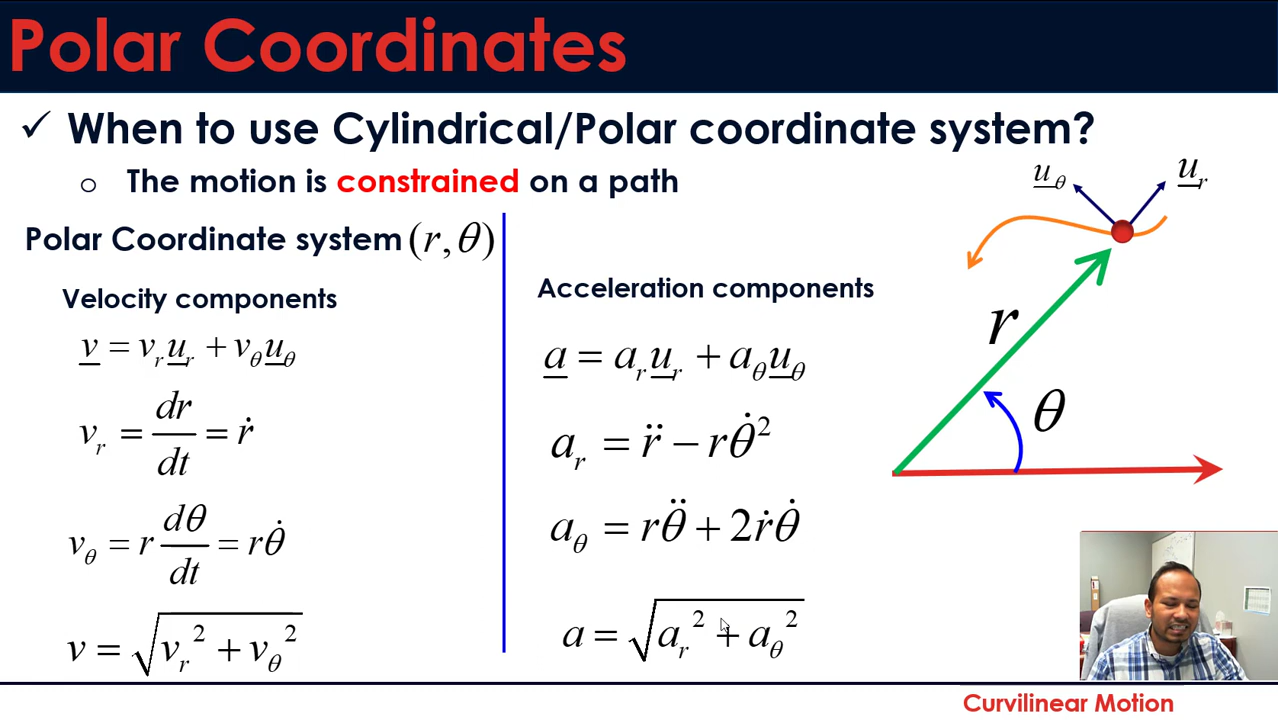 Polar Coordinates
✓ When to use Cylindrical/Polar coordinate system?
o The motion is constrained on a path
Polar Coordinate system (r, θ)
Velocity components
v = v_r u_r + v_θ u_θ
v_r = dr/dt = ṙ
v_θ = r dθ/dt = rθ̇
v = √(v_r² + v_θ²)
Acceleration components
a = a_r u_r + a_θ u_θ
a_r = r̈ − rθ̇²
a_θ = rθ̈ + 2ṙθ̇
a = √(a_r² + a_θ²)
u_θ
u_r
r
θ
Curvilinear Motion